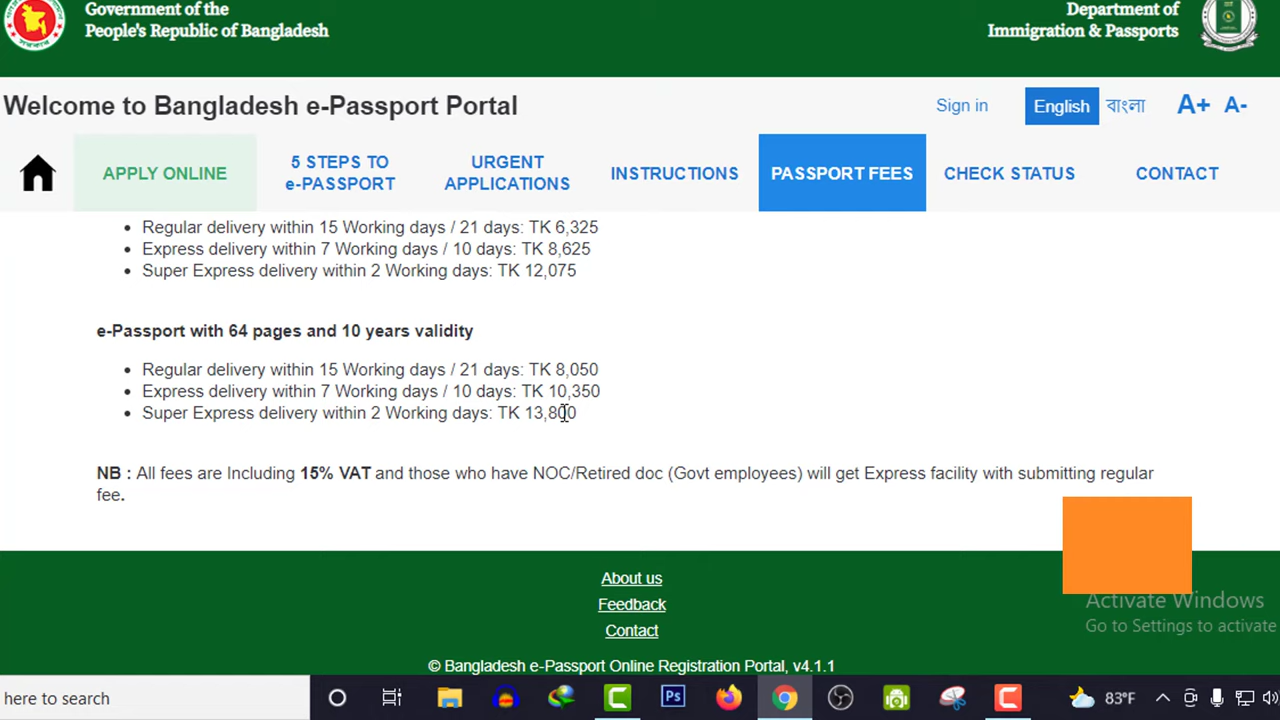 Government of the
People's Republic of Bangladesh
Department of
Immigration & Passports
Welcome to Bangladesh e-Passport Portal
Sign in
English
বাংলা
A+
A-
APPLY ONLINE
5 STEPS TO
e-PASSPORT
URGENT
APPLICATIONS
INSTRUCTIONS
PASSPORT FEES
CHECK STATUS
CONTACT
• Regular delivery within 15 Working days / 21 days: TK 6,325
• Express delivery within 7 Working days / 10 days: TK 8,625
• Super Express delivery within 2 Working days: TK 12,075
e-Passport with 64 pages and 10 years validity
• Regular delivery within 15 Working days / 21 days: TK 8,050
• Express delivery within 7 Working days / 10 days: TK 10,350
• Super Express delivery within 2 Working days: TK 13,800
NB : All fees are Including 15% VAT and those who have NOC/Retired doc (Govt employees) will get Express facility with submitting regular
fee.
Activate Windows
Go to Settings to activate
About us
Feedback
Contact
© Bangladesh e-Passport Online Registration Portal, v4.1.1
here to search
Ps
83°F